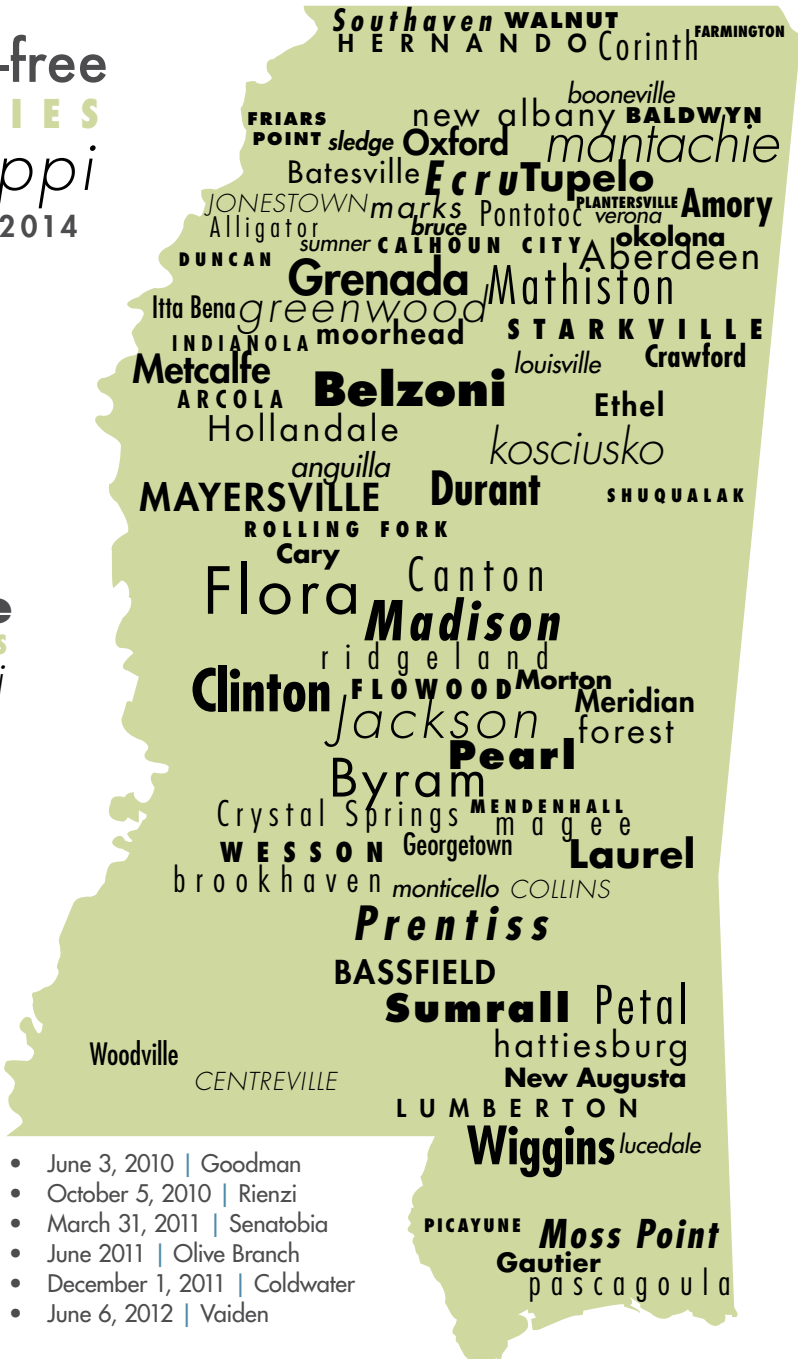 -free
IES
ppi
2014
e
s
i
Southaven WALNUT
HERNANDO Corinth FARMINGTON
booneville
FRIARS POINT sledge Oxford new albany BALDWYN
mantachie
Batesville Ecru Tupelo
JONESTOWN marks Pontotoc PLANTERSVILLE verona Amory
Alligator bruce okolona
DUNCAN sumner CALHOUN CITY Aberdeen
Grenada Mathiston
Itta Bena greenwood
INDIANOLA moorhead STARKVILLE
Metcalfe louisville Crawford
ARCOLA Belzoni Ethel
Hollandale kosciusko
anguilla
MAYERSVILLE Durant SHUQUALAK
ROLLING FORK
Cary
Flora Canton
Madison
ridgeland
Clinton FLOWOOD Morton
Meridian
Jackson forest
Pearl
Byram
Crystal Springs MENDENHALL
magee
WESSON Georgetown Laurel
brookhaven monticello COLLINS
Prentiss
BASSFIELD
Sumrall Petal
hattiesburg
Woodville
CENTREVILLE New Augusta
LUMBERTON
Wiggins lucedale
• June 3, 2010 | Goodman
• October 5, 2010 | Rienzi
• March 31, 2011 | Senatobia
• June 2011 | Olive Branch
• December 1, 2011 | Coldwater
• June 6, 2012 | Vaiden
PICAYUNE Moss Point
Gautier
pascagoula